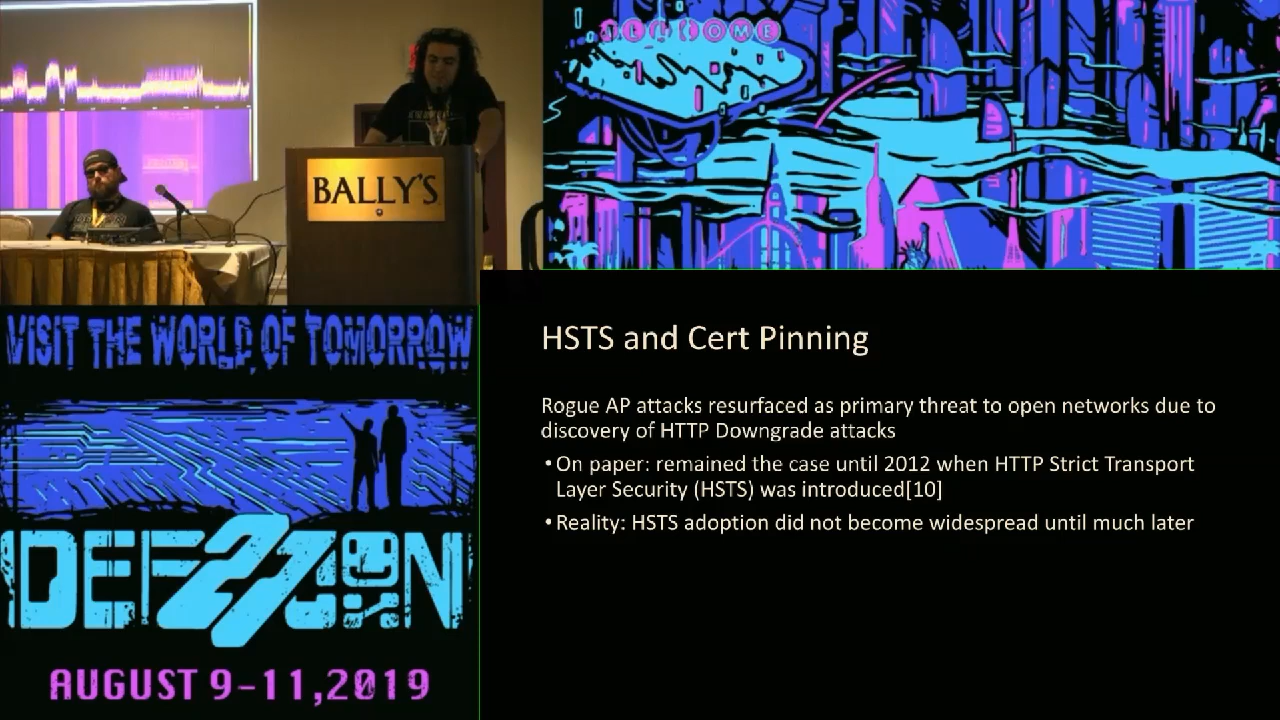 WELCOME
BALLY'S
VISIT THE WORLD OF TOMORROW
DEF CON
27
AUGUST 9-11,2019
HSTS and Cert Pinning
Rogue AP attacks resurfaced as primary threat to open networks due to
discovery of HTTP Downgrade attacks
•On paper: remained the case until 2012 when HTTP Strict Transport
Layer Security (HSTS) was introduced[10]
•Reality: HSTS adoption did not become widespread until much later